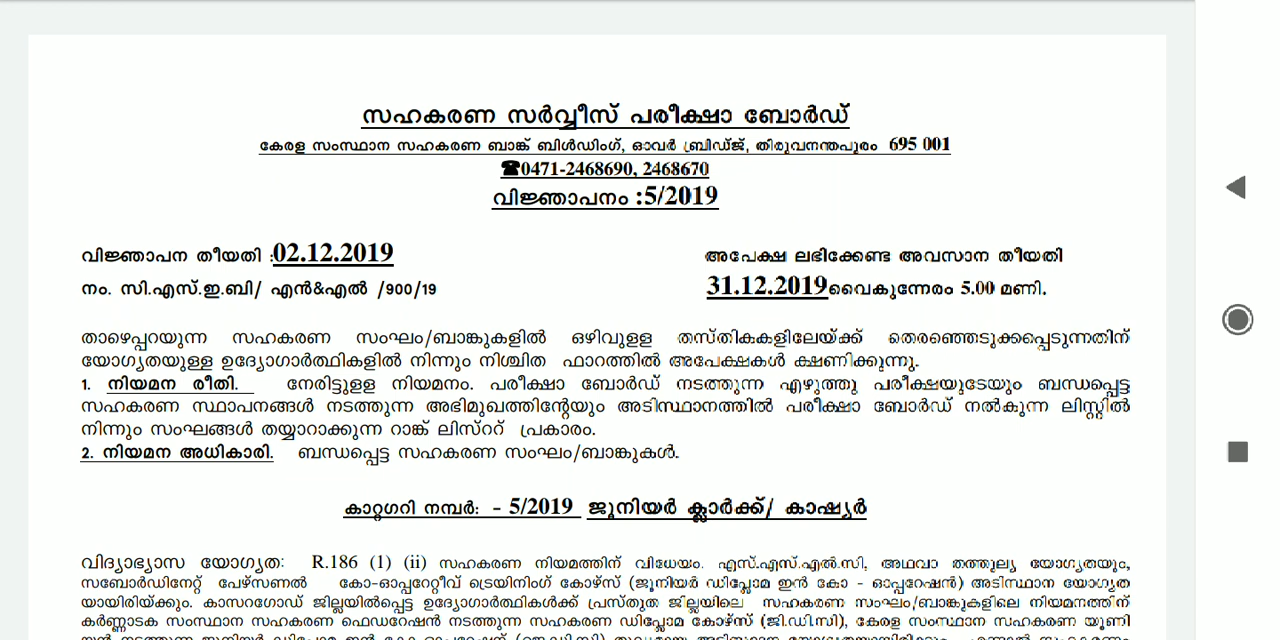 സഹകരണ സർവ്വീസ് പരീക്ഷാ ബോർഡ്
കേരള സംസ്ഥാന സഹകരണ ബാങ്ക് ബിൽഡിംഗ്, ഓവർ ബ്രിഡ്ജ്, തിരുവനന്തപുരം 695 001
☎0471-2468690, 2468670
വിജ്ഞാപനം :5/2019
വിജ്ഞാപന തീയതി :02.12.2019
അപേക്ഷ ലഭിക്കേണ്ട അവസാന തീയതി
നം. സി.എസ്.ഇ.ബി/ എൻ&എൽ /900/19
31.12.2019വൈകുന്നേരം 5.00 മണി.
താഴെപ്പറയുന്ന സഹകരണ സംഘം/ബാങ്കുകളിൽ ഒഴിവുളള തസ്തികകളിലേയ്ക്ക് തെരഞ്ഞെടുക്കപ്പെടുന്നതിന്
യോഗ്യതയുള്ള ഉദ്യോഗാർത്ഥികളിൽ നിന്നും നിശ്ചിത ഫാറത്തിൽ അപേക്ഷകൾ ക്ഷണിക്കുന്നു.
1. നിയമന രീതി. നേരിട്ടുളള നിയമനം. പരീക്ഷാ ബോർഡ് നടത്തുന്ന എഴുത്തു പരീക്ഷയുടേയും ബന്ധപ്പെട്ട
സഹകരണ സ്ഥാപനങ്ങൾ നടത്തുന്ന അഭിമുഖത്തിന്റേയും അടിസ്ഥാനത്തിൽ പരീക്ഷാ ബോർഡ് നൽകുന്ന ലിസ്റ്റിൽ
നിന്നും സംഘങ്ങൾ തയ്യാറാക്കുന്ന റാങ്ക് ലിസ്ററ് പ്രകാരം.
2. നിയമന അധികാരി. ബന്ധപ്പെട്ട സഹകരണ സംഘം/ബാങ്കുകൾ.
കാറ്റഗറി നമ്പർ: - 5/2019 ജൂനിയർ ക്ലാർക്ക്/ കാഷ്യർ
വിദ്യാഭ്യാസ യോഗ്യത: R.186 (1) (ii) സഹകരണ നിയമത്തിന് വിധേയം. എസ്.എസ്.എൽ.സി, അഥവാ തത്തുല്യ യോഗ്യതയും,
സബോർഡിനേറ്റ് പേഴ്സണൽ കോ-ഓപ്പറേറ്റീവ് ട്രെയിനിംഗ് കോഴ്സ് (ജൂനിയർ ഡിപ്ലോമ ഇൻ കോ - ഓപ്പറേഷൻ) അടിസ്ഥാന യോഗ്യത
യായിരിയ്ക്കും. കാസറഗോഡ് ജില്ലയിൽപ്പെട്ട ഉദ്യോഗാർത്ഥികൾക്ക് പ്രസ്തുത ജില്ലയിലെ സഹകരണ സംഘം/ബാങ്കുകളിലെ നിയമനത്തിന്
കർണ്ണാടക സംസ്ഥാന സഹകരണ ഫെഡറേഷൻ നടത്തുന്ന സഹകരണ ഡിപ്ലോമ കോഴ്സ് (ജി.ഡി.സി), കേരള സംസ്ഥാന സഹകരണ യൂണി